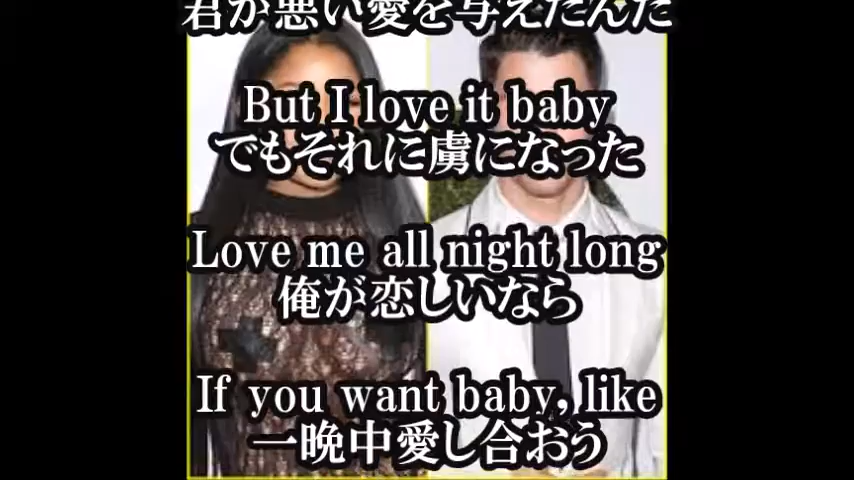 君が悪い愛を与えたんだ
But I love it baby
でもそれに虜になった
Love me all night long
俺が恋しいなら
If you want baby, like
一晩中愛し合おう